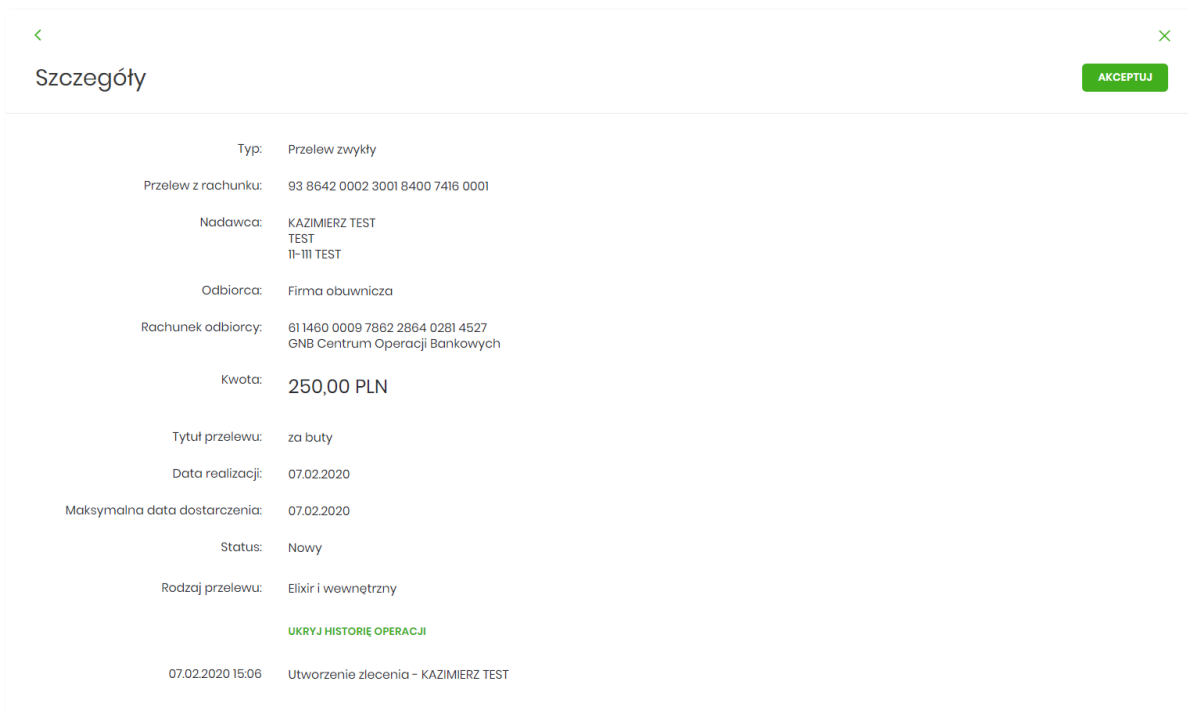 Szczegóły
AKCEPTUJ
Typ: Przelew zwykły
Przelew z rachunku: 93 8642 0002 3001 8400 7416 0001
Nadawca: KAZIMIERZ TEST
TEST
11-111 TEST
Odbiorca: Firma obuwnicza
Rachunek odbiorcy: 61 1460 0009 7862 2864 0281 4527
GNB Centrum Operacji Bankowych
Kwota: 250,00 PLN
Tytuł przelewu: za buty
Data realizacji: 07.02.2020
Maksymalna data dostarczenia: 07.02.2020
Status: Nowy
Rodzaj przelewu: Elixir i wewnętrzny
UKRYJ HISTORIĘ OPERACJI
07.02.2020 15:06 Utworzenie zlecenia - KAZIMIERZ TEST